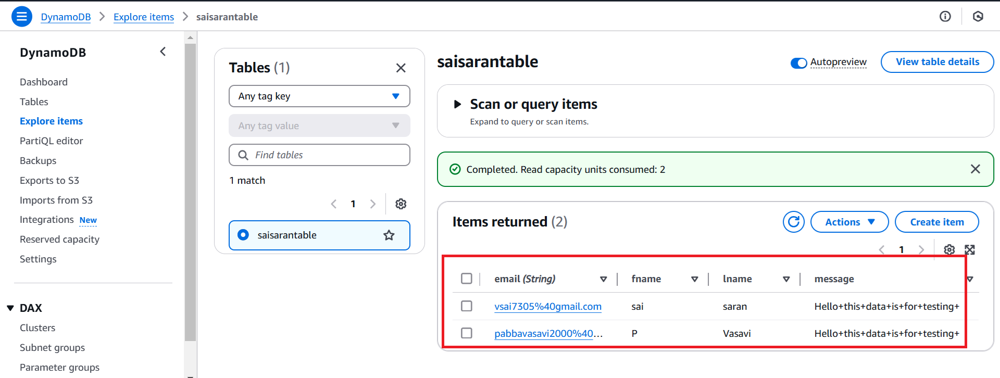 DynamoDB > Explore items > saisarantable
DynamoDB
Dashboard
Tables
Explore items
PartiQL editor
Backups
Exports to S3
Imports from S3
Integrations New
Reserved capacity
Settings
DAX
Clusters
Subnet groups
Parameter groups
Tables (1)
Any tag key
Any tag value
Find tables
1 match
1
saisarantable
saisarantable
Autopreview
View table details
Scan or query items
Expand to query or scan items.
Completed. Read capacity units consumed: 2
Items returned (2)
Actions
Create item
1
email (String) fname lname message
vsai7305%40gmail.com sai saran Hello+this+data+is+for+testing+
pabbavasavi2000%40... P Vasavi Hello+this+data+is+for+testing+